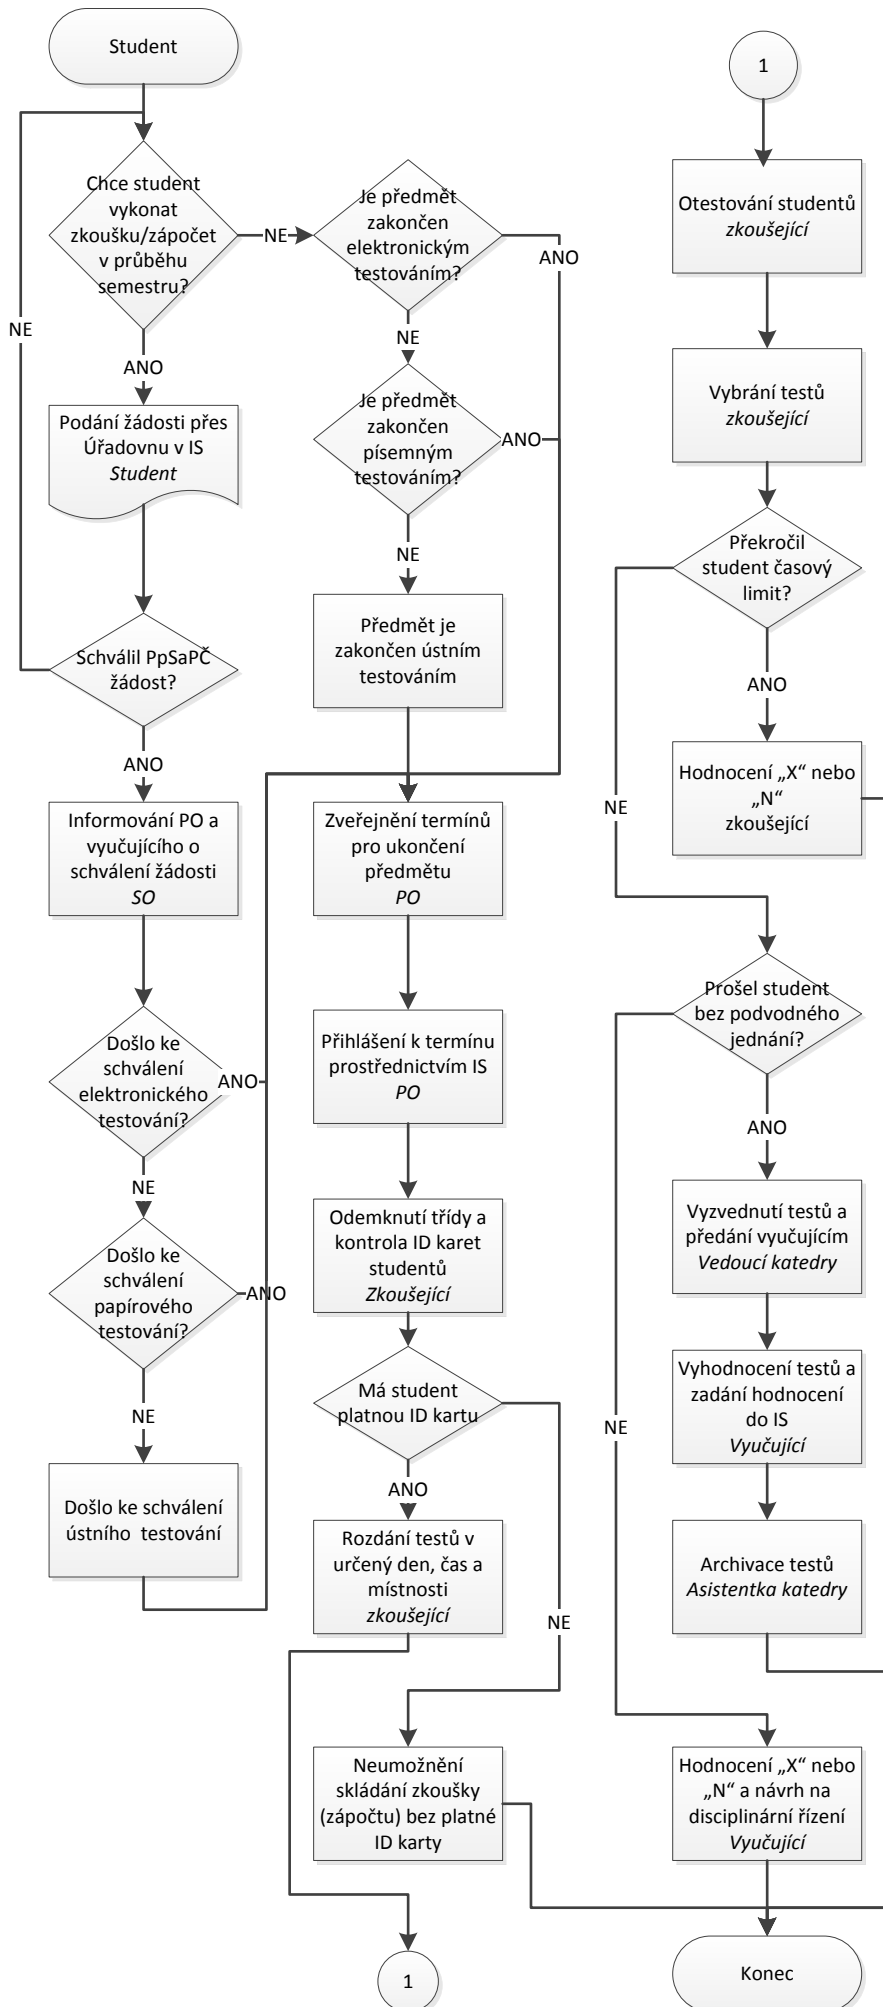 Student
Chce student
vykonat
zkoušku/zápočet
v průběhu
semestru?
NE
ANO
Podání žádosti přes
Úřadovnu v IS
Student
Schválil PpSaPČ
žádost?
NE
ANO
Informování PO a
vyučujícího o
schválení žádosti
SO
Došlo ke
schválení
elektronického
testování?
ANO
NE
Došlo ke
schválení
papírového
testování?
ANO
NE
Došlo ke schválení
ústního  testování
Je předmět
zakončen
elektronickým
testováním?
ANO
NE
Je předmět
zakončen
písemným
testováním?
ANO
NE
Předmět je
zakončen ústním
testováním
Zveřejnění termínů
pro ukončení
předmětu
PO
Přihlášení k termínu
prostřednictvím IS
PO
Odemknutí třídy a
kontrola ID karet
studentů
Zkoušející
Má student
platnou ID kartu
ANO
NE
Rozdání testů v
určený den, čas a
místnosti
zkoušející
Neumožnění
skládání zkoušky
(zápočtu) bez platné
ID karty
1
1
Otestování studentů
zkoušející
Vybrání testů
zkoušející
Překročil
student časový
limit?
ANO
NE
Hodnocení „X“ nebo
„N“
zkoušející
Prošel student
bez podvodného
jednání?
ANO
NE
Vyzvednutí testů a
předání vyučujícím
Vedoucí katedry
Vyhodnocení testů a
zadání hodnocení
do IS
Vyučující
Archivace testů
Asistentka katedry
Hodnocení „X“ nebo
„N“ a návrh na
disciplinární řízení
Vyučující
Konec